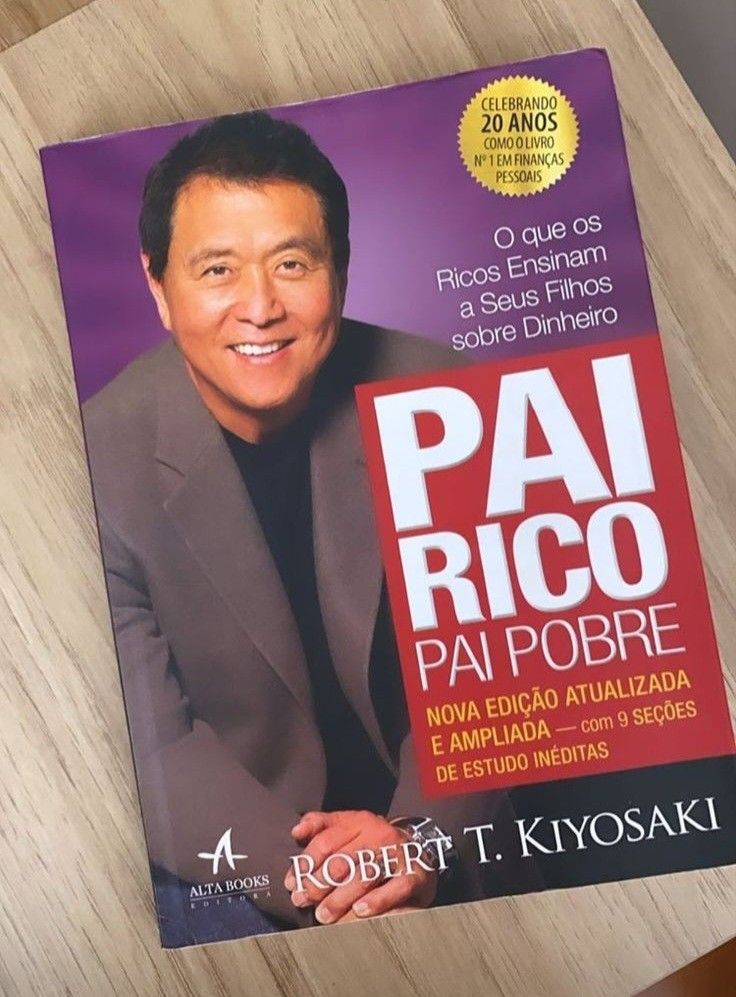 CELEBRANDO
20 ANOS
COMO O LIVRO
Nº 1 EM FINANÇAS
PESSOAIS
O que os
Ricos Ensinam
a Seus Filhos
sobre Dinheiro
PAI
RICO
PAI POBRE
NOVA EDIÇÃO ATUALIZADA
E AMPLIADA — com 9 SEÇÕES
DE ESTUDO INÉDITAS
ALTA BOOKS
EDITORA
ROBERT T. KIYOSAKI